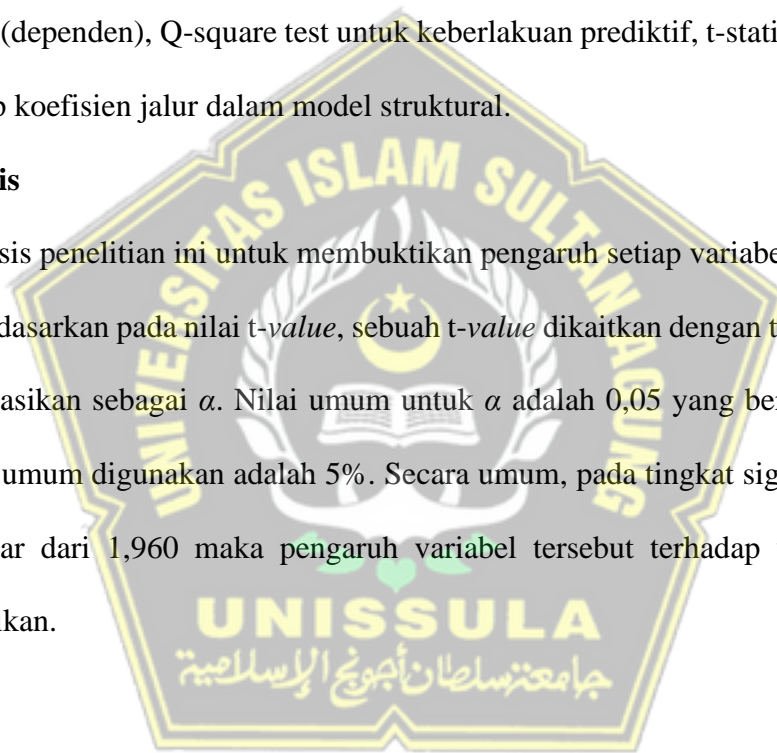 (dependen), Q-square test untuk keberlakuan prediktif, t-stati
koefisien jalur dalam model struktural.
is
sis penelitian ini untuk membuktikan pengaruh setiap variabe
dasarkan pada nilai t-value, sebuah t-value dikaitkan dengan t
asikan sebagai α. Nilai umum untuk α adalah 0,05 yang ber
umum digunakan adalah 5%. Secara umum, pada tingkat sig
ar dari 1,960 maka pengaruh variabel tersebut terhadap
ikan.
UNIVERSITAS ISLAM SULTAN AGUNG
UNISSULA
جامعة سلطان أجونج الإسلامية